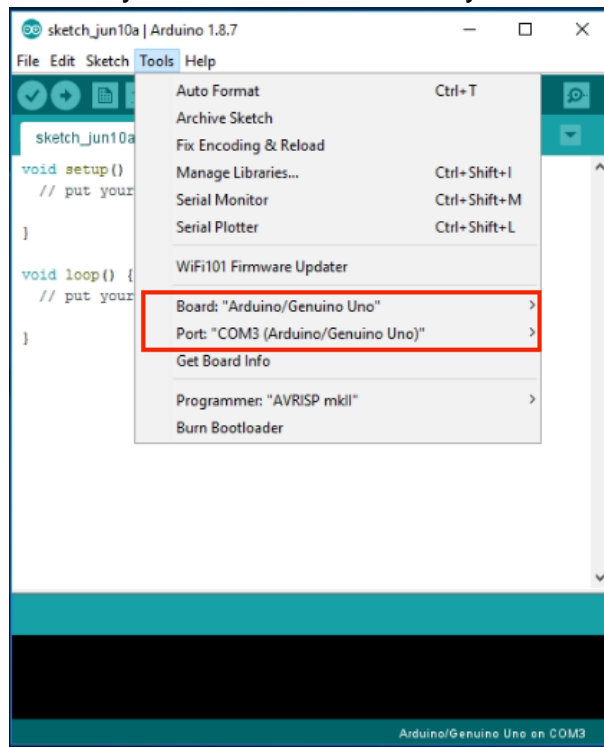 sketch_jun10a | Arduino 1.8.7
File Edit Sketch Tools Help
sketch_jun10a
void setup()
// put your
}
void loop() {
// put your
}
Auto Format Ctrl+T
Archive Sketch
Fix Encoding & Reload
Manage Libraries... Ctrl+Shift+I
Serial Monitor Ctrl+Shift+M
Serial Plotter Ctrl+Shift+L
WiFi101 Firmware Updater
Board: "Arduino/Genuino Uno"
Port: "COM3 (Arduino/Genuino Uno)"
Get Board Info
Programmer: "AVRISP mkII"
Burn Bootloader
Arduino/Genuino Uno on COM3